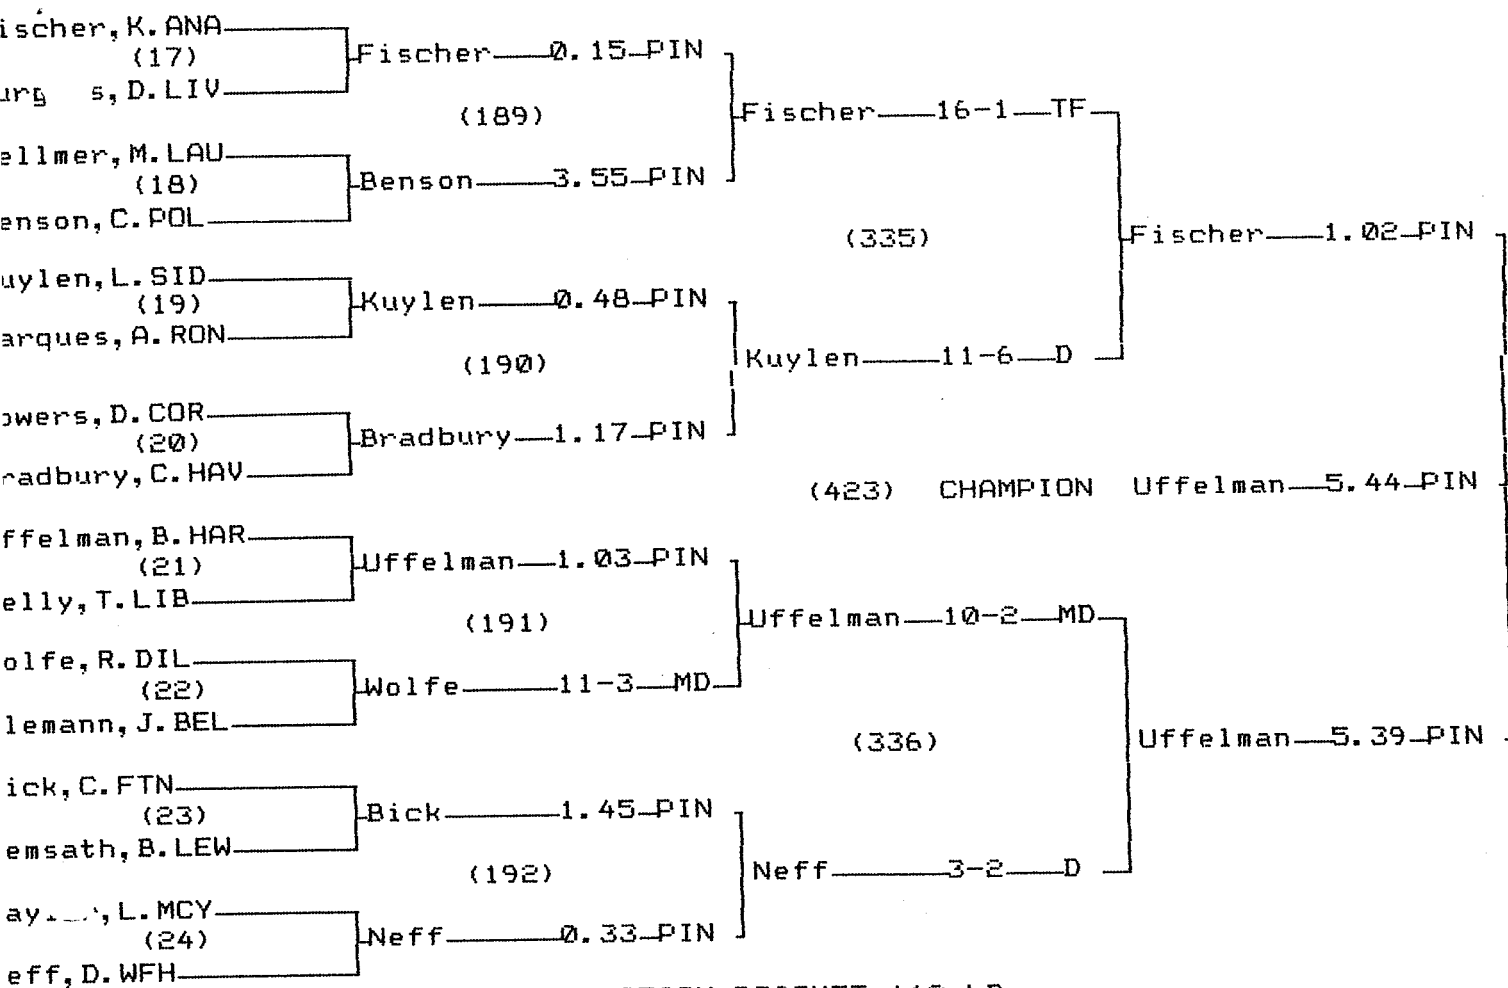 ischer, K. ANA
(17)
Fischer 0.15 PIN
s, D. LIV
(189)
Fischer 16-1 TF
ellmer, M. LAU
(18)
Benson 3.55 PIN
enson, C. POL
(335)
Fischer 1.02 PIN
uylen, L. SID
(19)
Kuylen 0.48 PIN
arques, A. RON
(190)
Kuylen 11-6 D
owers, D. COR
(20)
Bradbury 1.17 PIN
radbury, C. HAV
(423) CHAMPION Uffelman 5.44 PIN
ffelman, B. HAR
(21)
Uffelman 1.03 PIN
elly, T. LIB
(191)
Uffelman 10-2 MD
olfe, R. DIL
(22)
Wolfe 11-3 MD
lemann, J. BEL
(336)
Uffelman 5.39 PIN
ick, C. FTN
(23)
Bick 1.45 PIN
emsath, B. LEW
(192)
Neff 3-2 D
L. MCY
(24)
Neff 0.33 PIN
eff, D. WFH